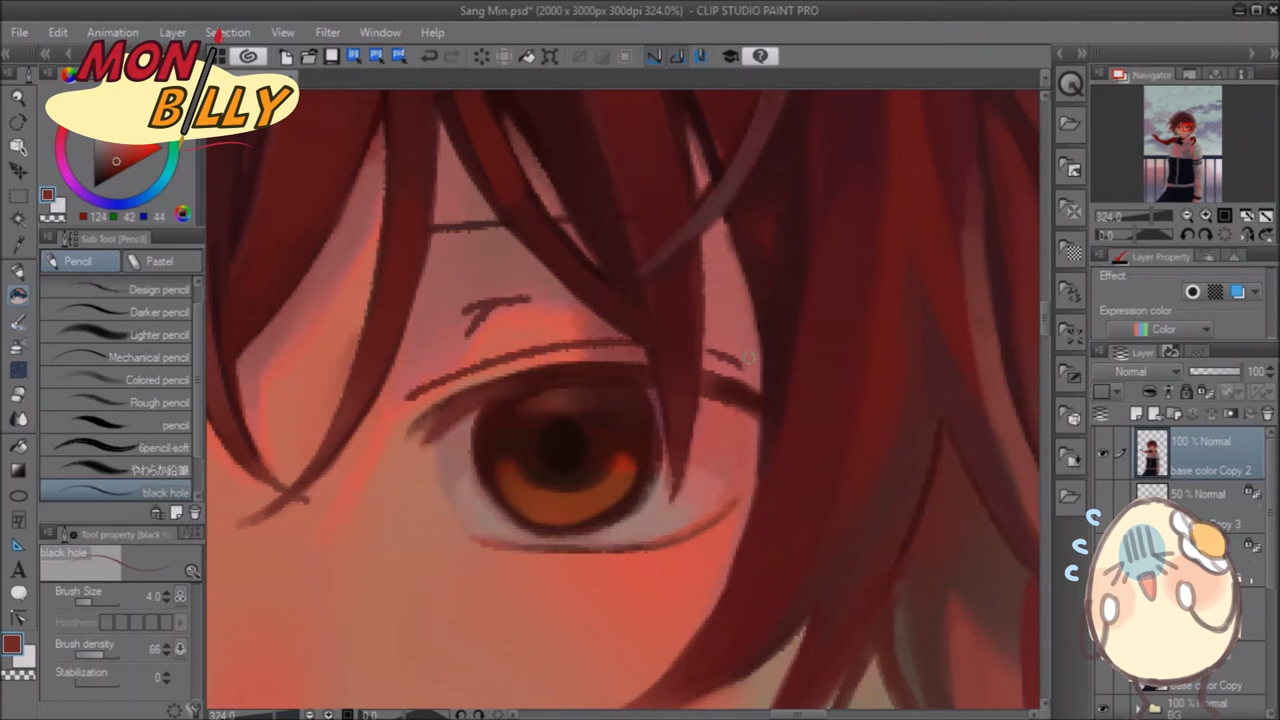 Sang Min.psd* (2000 x 3000px 300dpi 324.0%) - CLIP STUDIO PAINT PRO
File Edit Animation Layer Selection View Filter Window Help
MON
BILLY
124 42 44
Sub Tool [Pencil]
Pencil Pastel
Design pencil
Darker pencil
Lighter pencil
Mechanical pencil
Colored pencil
Rough pencil
pencil
6pencil-soft
やわらか鉛筆
black hole
Tool property [black h
black hole
Brush Size 4.0
Hardness
Brush density 66
Stabilization 0
324.0 0.0
Navigator
324.0
0.0
Layer Property
Effect
Expression color
Color
Layer
Normal 100
100 % Normal
base color Copy 2
50 % Normal
Copy 3
base color Copy
100 % Normal
BG